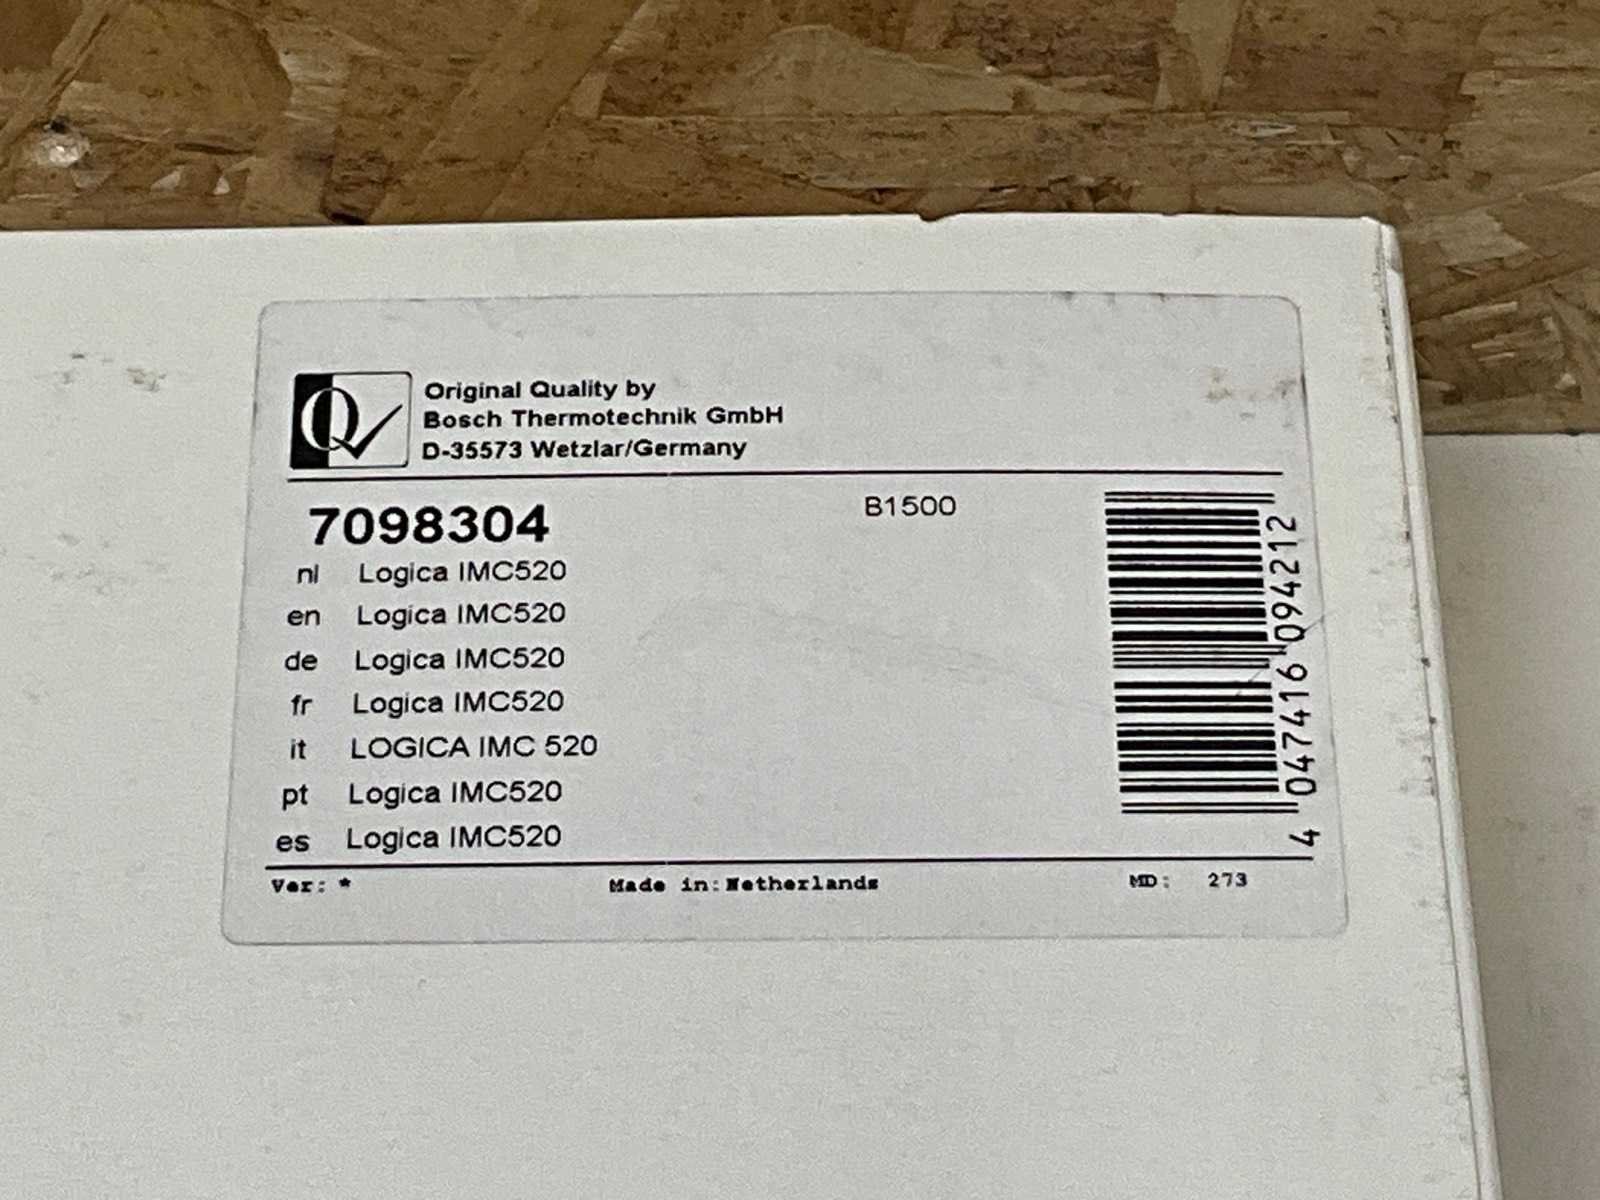 Q
Original Quality by
Bosch Thermotechnik GmbH
D-35573 Wetzlar/Germany
7098304 B1500
nl Logica IMC520
en Logica IMC520
de Logica IMC520
fr Logica IMC520
it LOGICA IMC 520
pt Logica IMC520
es Logica IMC520
4 047416 094212
Ver: * Made in: Netherlands MD: 273